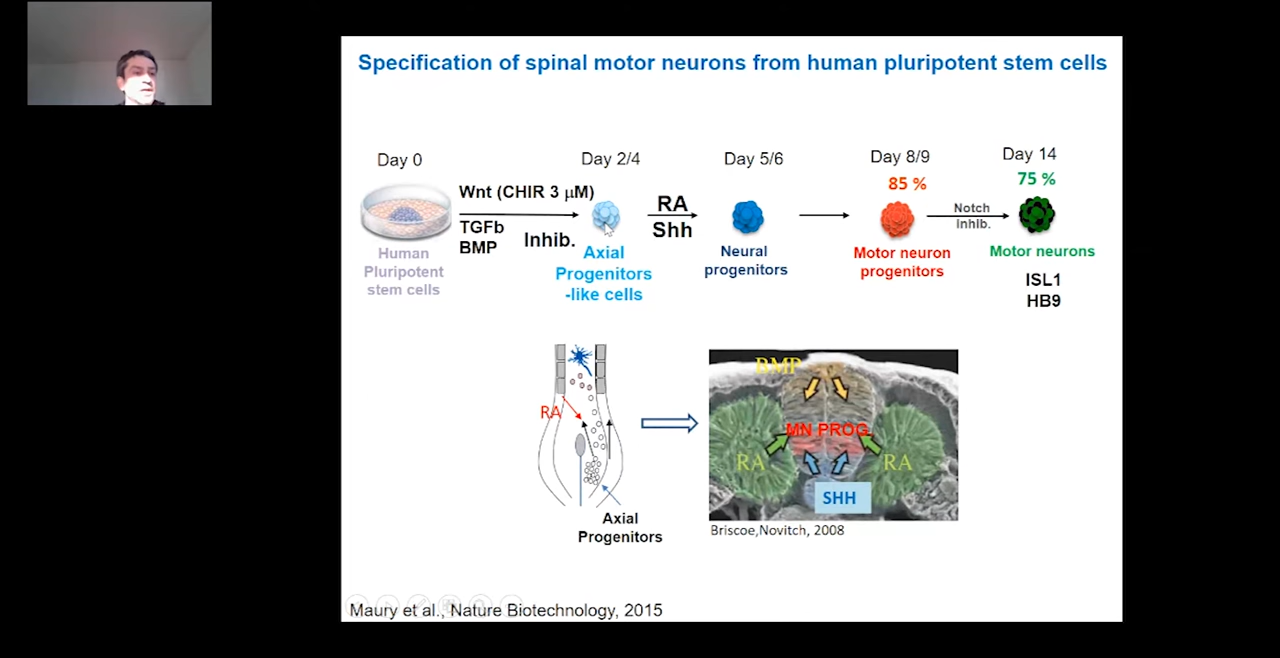 Specification of spinal motor neurons from human pluripotent stem cells
Day 0
Day 2/4
Day 5/6
Day 8/9
Day 14
85 %
75 %
Wnt (CHIR 3 μM)
TGFb
BMP
Inhib.
RA
Shh
Notch
Inhib.
Human
Pluripotent
stem cells
Axial
Progenitors
-like cells
Neural
progenitors
Motor neuron
progenitors
Motor neurons
ISL1
HB9
RA
Axial
Progenitors
BMP
MN PROG
RA
RA
SHH
Briscoe,Novitch, 2008
Maury et al., Nature Biotechnology, 2015